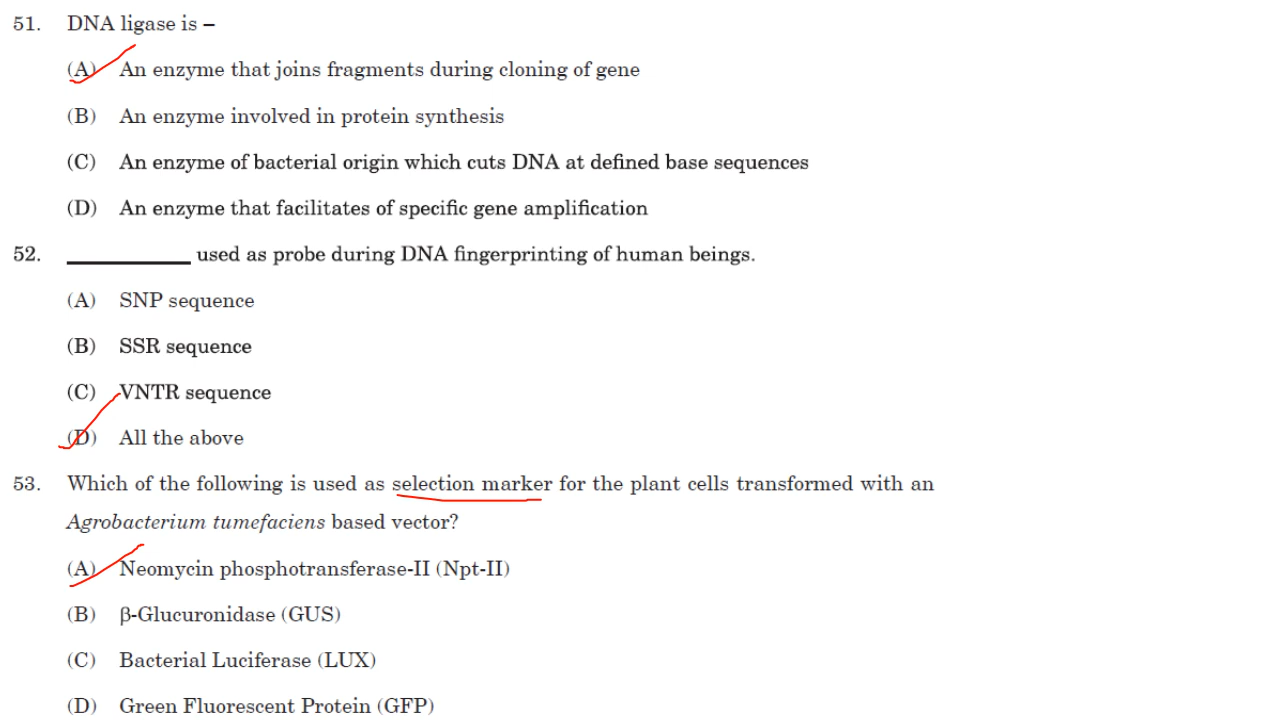 51. DNA ligase is –
(A) An enzyme that joins fragments during cloning of gene
(B) An enzyme involved in protein synthesis
(C) An enzyme of bacterial origin which cuts DNA at defined base sequences
(D) An enzyme that facilitates of specific gene amplification
52. __________ used as probe during DNA fingerprinting of human beings.
(A) SNP sequence
(B) SSR sequence
(C) VNTR sequence
(D) All the above
53. Which of the following is used as selection marker for the plant cells transformed with an
Agrobacterium tumefaciens based vector?
(A) Neomycin phosphotransferase-II (Npt-II)
(B) β-Glucuronidase (GUS)
(C) Bacterial Luciferase (LUX)
(D) Green Fluorescent Protein (GFP)